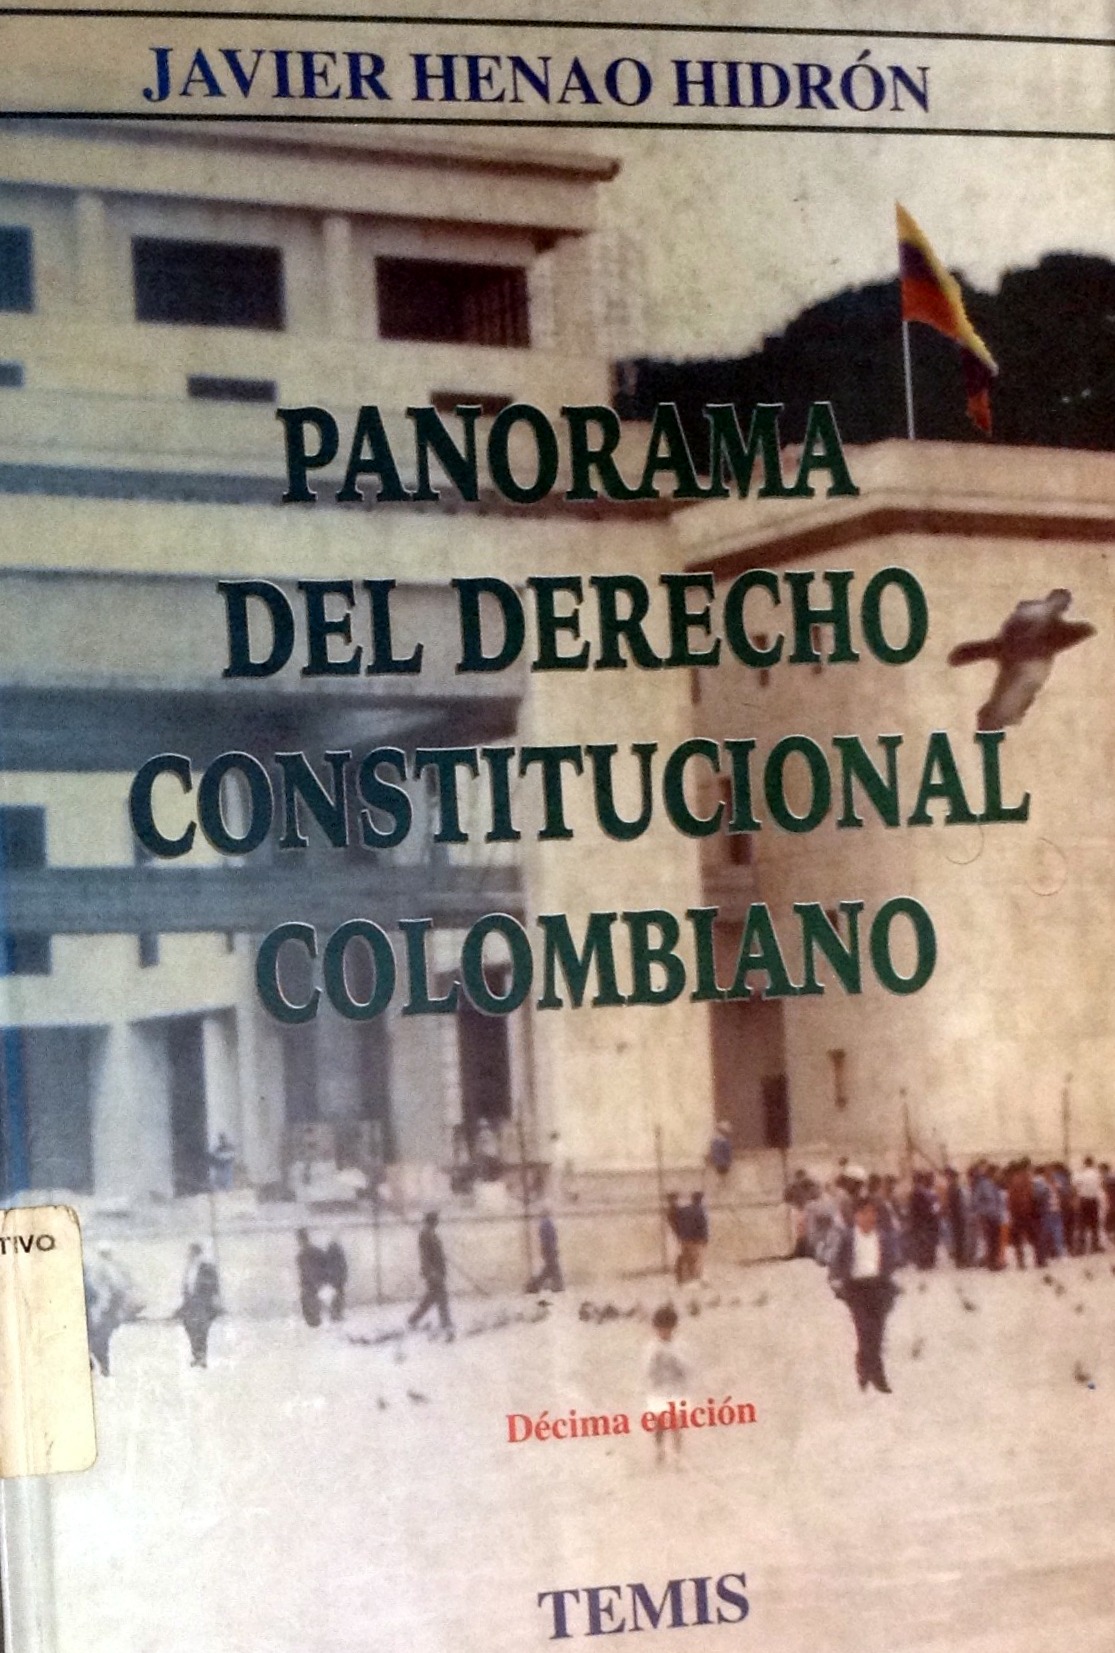 JAVIER HENAO HIDRÓN
PANORAMA
DEL DERECHO
CONSTITUCIONAL
COLOMBIANO
TIVO
Décima edición
TEMIS